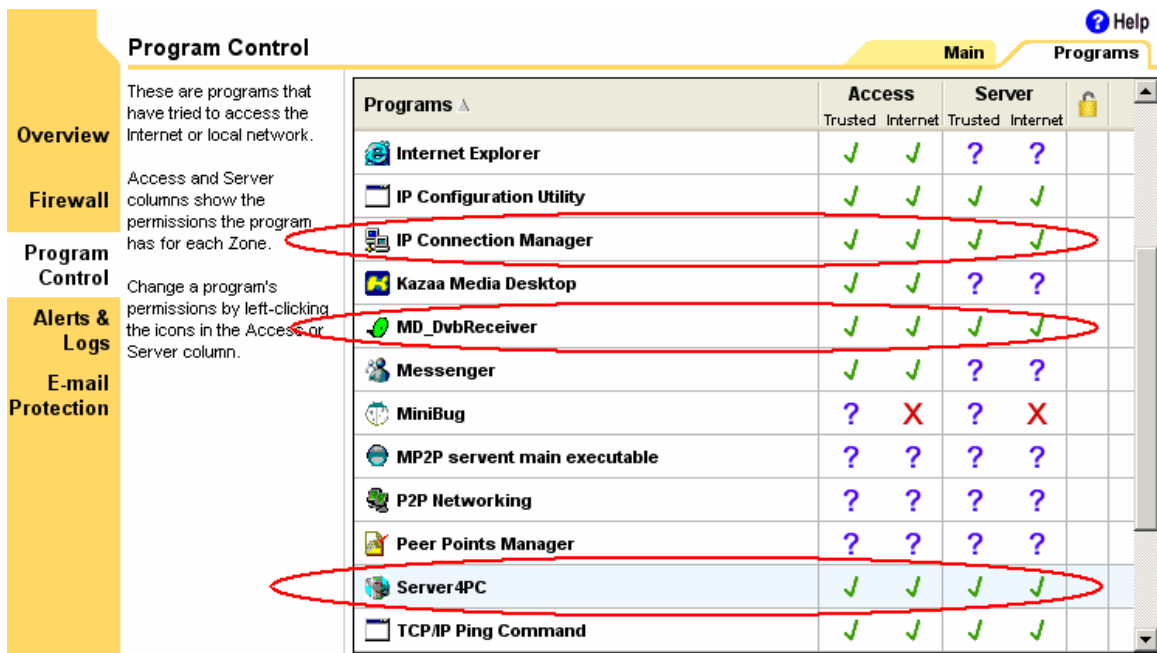 Help
Program Control
Main
Programs
Overview
Firewall
Program
Control
Alerts &
Logs
E-mail
Protection
These are programs that
have tried to access the
Internet or local network.
Access and Server
columns show the
permissions the program
has for each Zone.
Change a program's
permissions by left-clicking
the icons in the Access or
Server column.
Programs
Access
Server
Trusted Internet Trusted Internet
Internet Explorer ? ?
IP Configuration Utility
IP Connection Manager
Kazaa Media Desktop ? ?
MD_DvbReceiver
Messenger ? ?
MiniBug ? X ? X
MP2P servent main executable ? ? ? ?
P2P Networking ? ? ? ?
Peer Points Manager ? ? ? ?
Server4PC
TCP/IP Ping Command